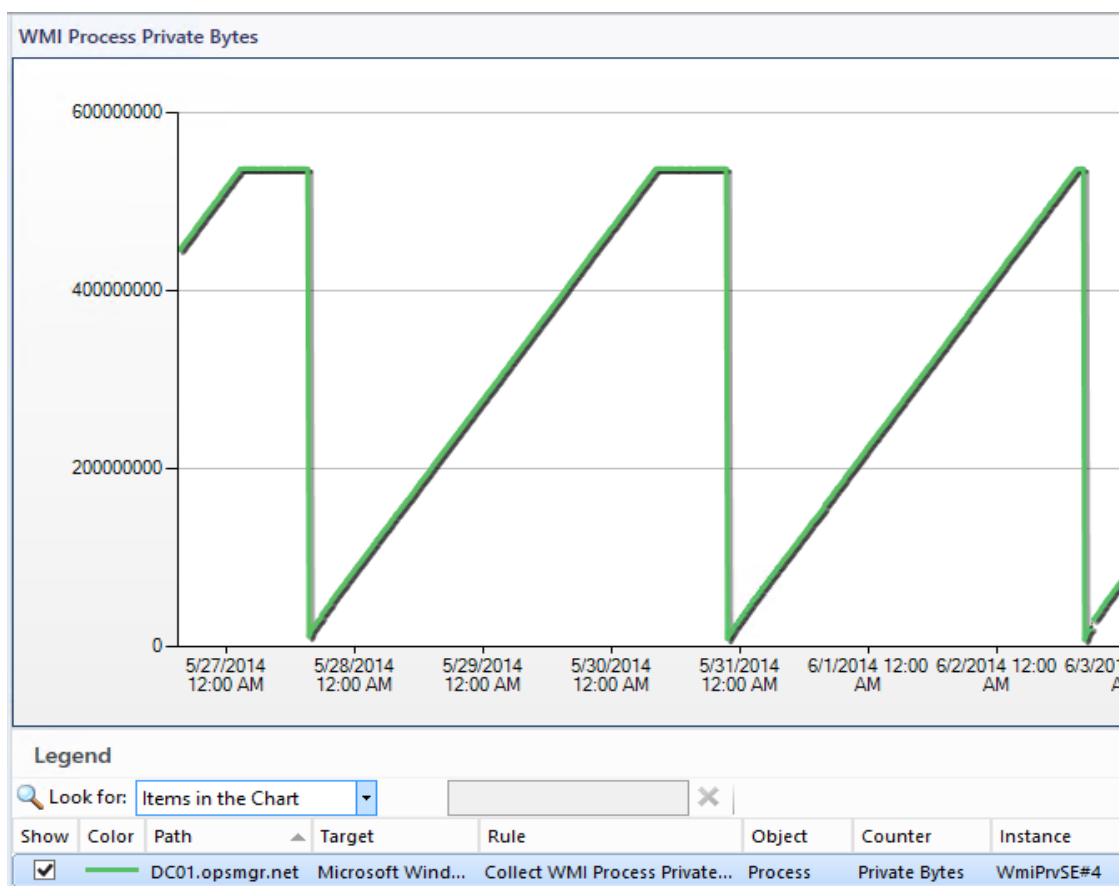 WMI Process Private Bytes
600000000
400000000
200000000
0
5/27/2014 5/28/2014 5/29/2014 5/30/2014 5/31/2014 6/1/2014 12:00 6/2/2014 12:00
12:00 AM 12:00 AM 12:00 AM 12:00 AM 12:00 AM AM AM
Legend
Look for: Items in the Chart
Show Color Path Target Rule Object Counter Instance
DC01.opsmgr.net Microsoft Wind... Collect WMI Process Private... Process Private Bytes WmiPrvSE#4